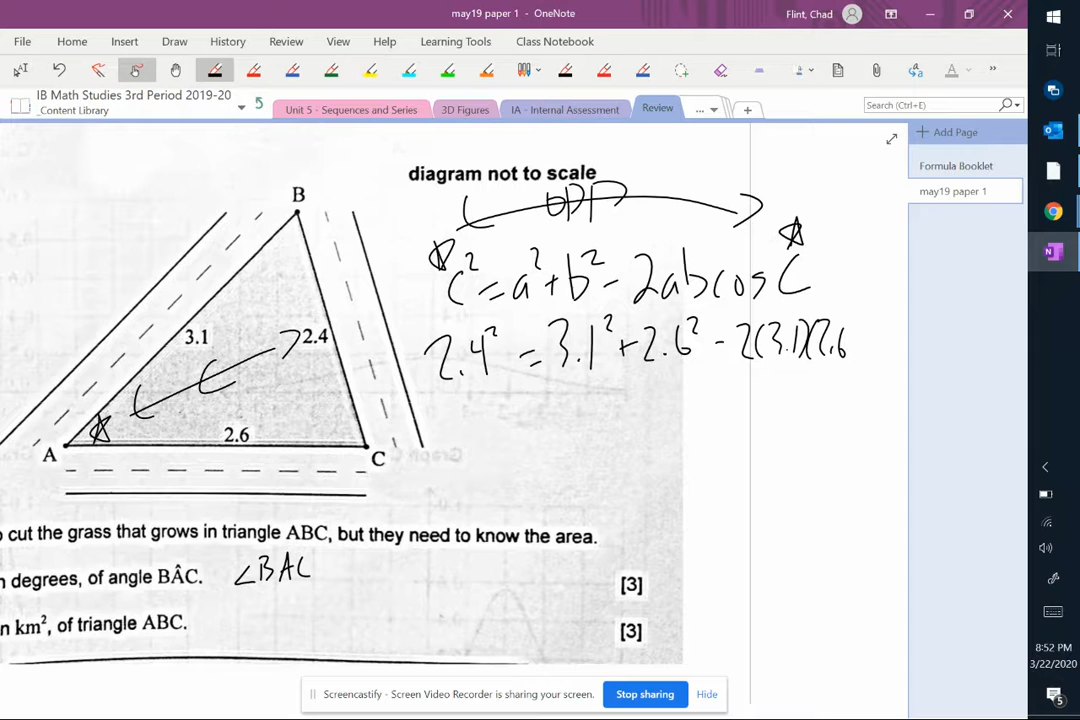 may19 paper 1 - OneNote
Flint, Chad
File Home Insert Draw History Review View Help Learning Tools Class Notebook
IB Math Studies 3rd Period 2019-20
_Content Library
Unit 5 - Sequences and Series
3D Figures
IA - Internal Assessment
Review
...
Search (Ctrl+E)
Add Page
Formula Booklet
may19 paper 1
diagram not to scale
OPP
B
c² = a² + b² - 2ab cos C
3.1
2.4
2.4² = 3.1² + 2.6² - 2(3.1)(2.6
2.6
A
C
o cut the grass that grows in triangle ABC, but they need to know the area.
n degrees, of angle BÂC.
∠BAC
[3]
n km², of triangle ABC.
[3]
Screencastify - Screen Video Recorder is sharing your screen.
Stop sharing
Hide
8:52 PM
3/22/2020
5